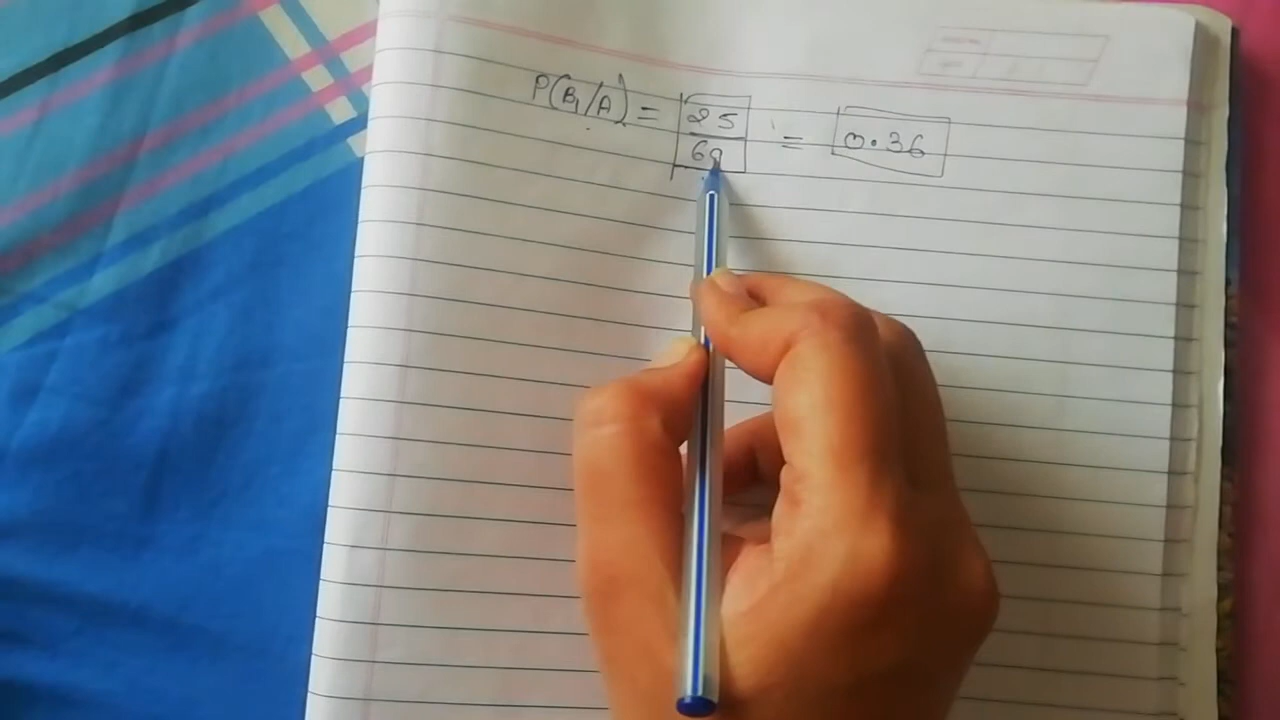 P(B₁/A) = 25/69 = 0.36